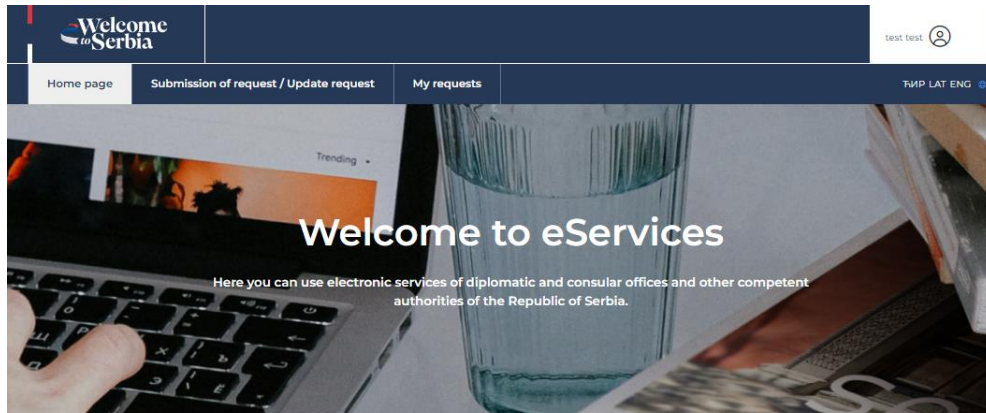 Welcome
to Serbia
test test
Home page
Submission of request / Update request
My requests
ЋИР LAT ENG
Trending
Welcome to eServices
Here you can use electronic services of diplomatic and consular offices and other competent
authorities of the Republic of Serbia.